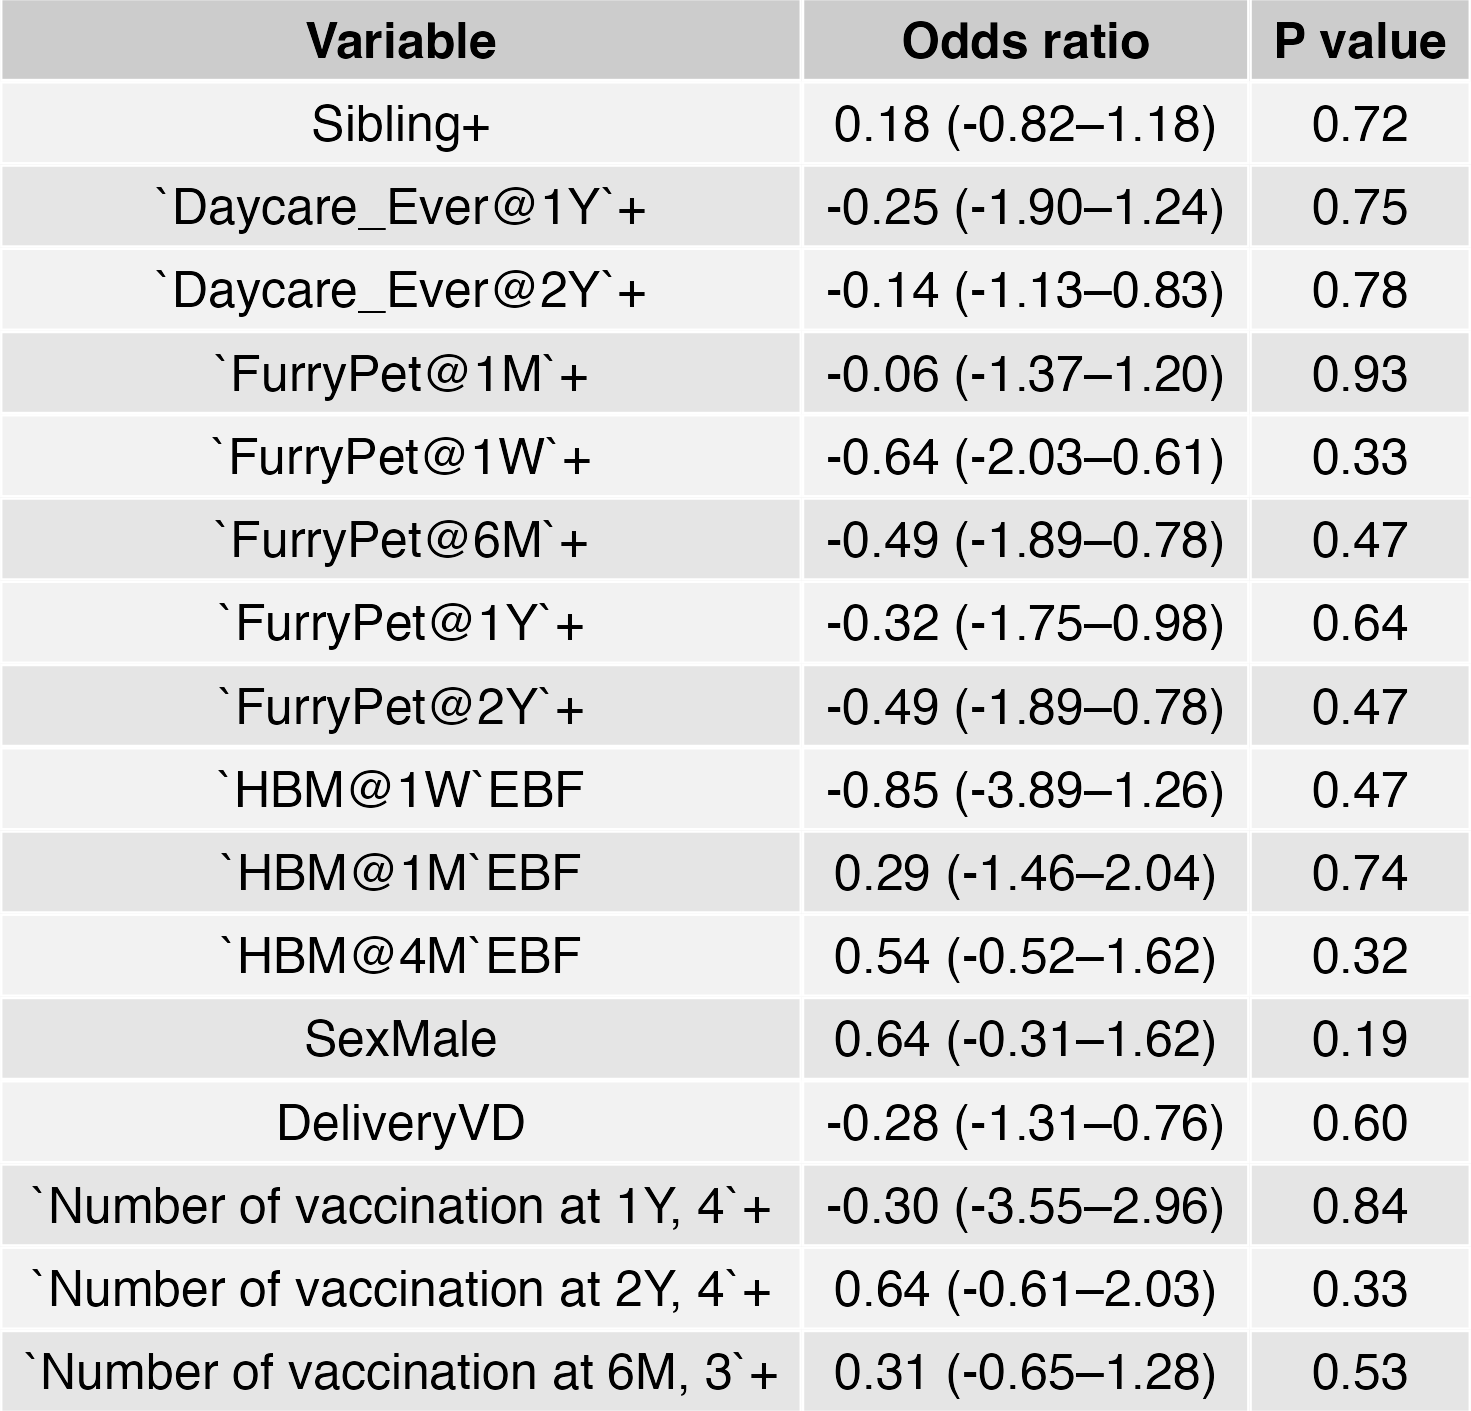 Variable Odds ratio P value
Sibling+ 0.18 (-0.82–1.18) 0.72
`Daycare_Ever@1Y`+ -0.25 (-1.90–1.24) 0.75
`Daycare_Ever@2Y`+ -0.14 (-1.13–0.83) 0.78
`FurryPet@1M`+ -0.06 (-1.37–1.20) 0.93
`FurryPet@1W`+ -0.64 (-2.03–0.61) 0.33
`FurryPet@6M`+ -0.49 (-1.89–0.78) 0.47
`FurryPet@1Y`+ -0.32 (-1.75–0.98) 0.64
`FurryPet@2Y`+ -0.49 (-1.89–0.78) 0.47
`HBM@1W`EBF -0.85 (-3.89–1.26) 0.47
`HBM@1M`EBF 0.29 (-1.46–2.04) 0.74
`HBM@4M`EBF 0.54 (-0.52–1.62) 0.32
SexMale 0.64 (-0.31–1.62) 0.19
DeliveryVD -0.28 (-1.31–0.76) 0.60
`Number of vaccination at 1Y, 4`+ -0.30 (-3.55–2.96) 0.84
`Number of vaccination at 2Y, 4`+ 0.64 (-0.61–2.03) 0.33
`Number of vaccination at 6M, 3`+ 0.31 (-0.65–1.28) 0.53